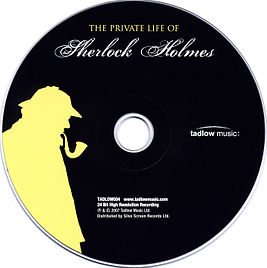 THE PRIVATE LIFE OF
Sherlock Holmes
tadlow music:
TADLOW004 www.tadlowmusic.com
24 Bit High Resolution Recording
℗ & © 2007 Tadlow Music Ltd.
Distributed by Silva Screen Records Ltd.